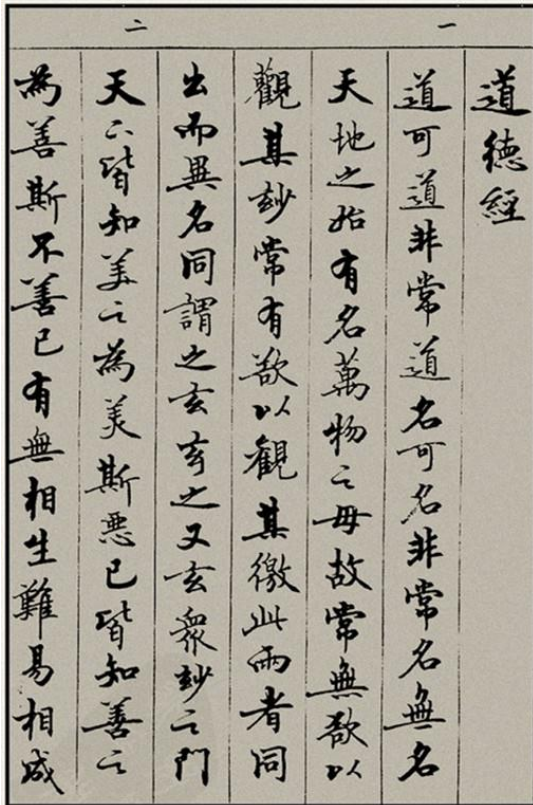 一
二
道德經
道可道非常道名可名非常名無名
天地之始有名萬物之母故常無欲以
觀其玅常有欲以觀其徼此兩者同
出而異名同謂之玄玄之又玄眾玅之門
天下皆知美之為美斯惡已皆知善之
為善斯不善已有無相生難易相成